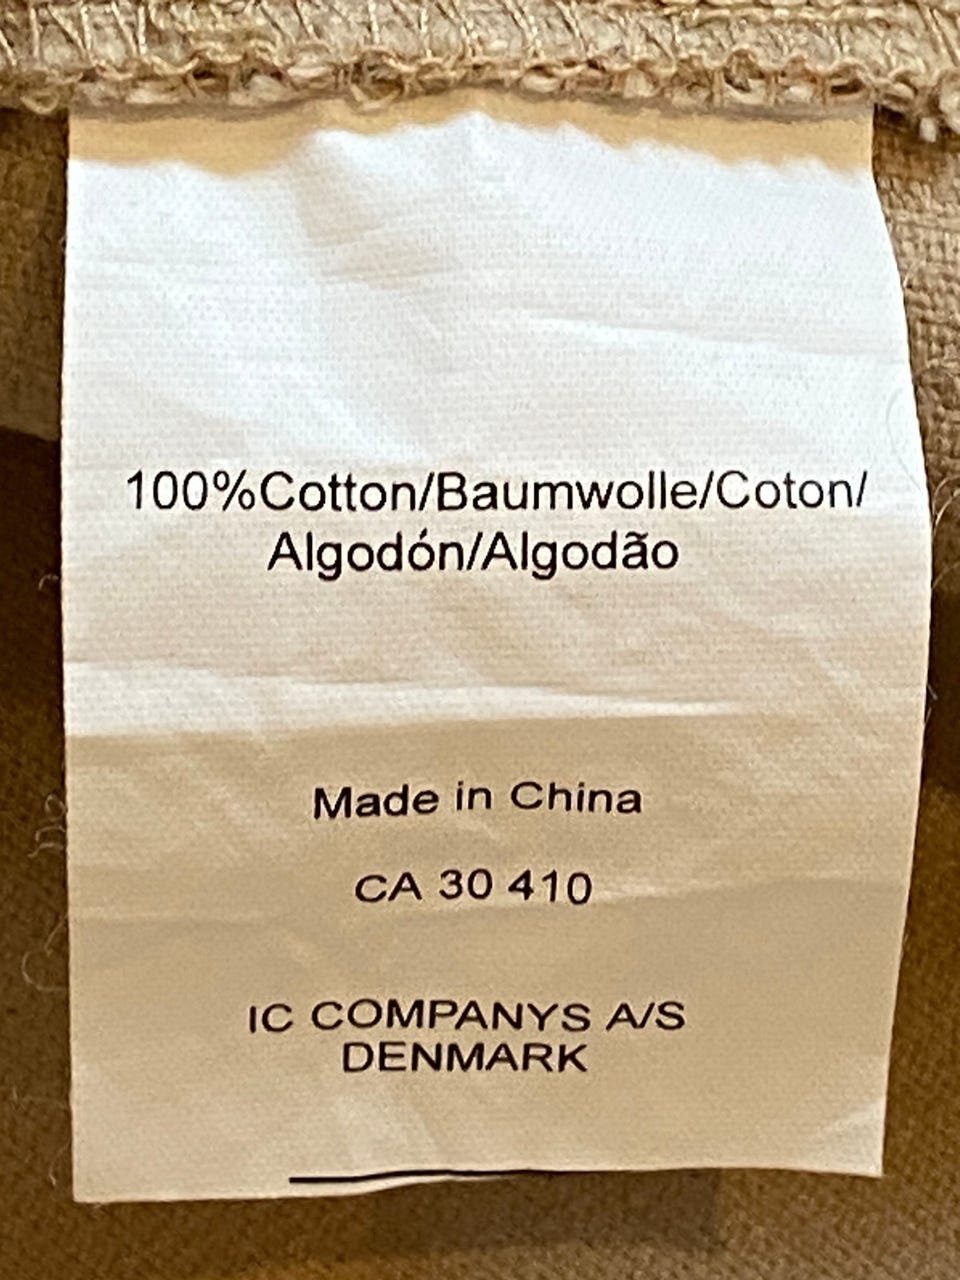 100%Cotton/Baumwolle/Coton/
Algodón/Algodão
Made in China
CA 30 410
IC COMPANYS A/S
DENMARK